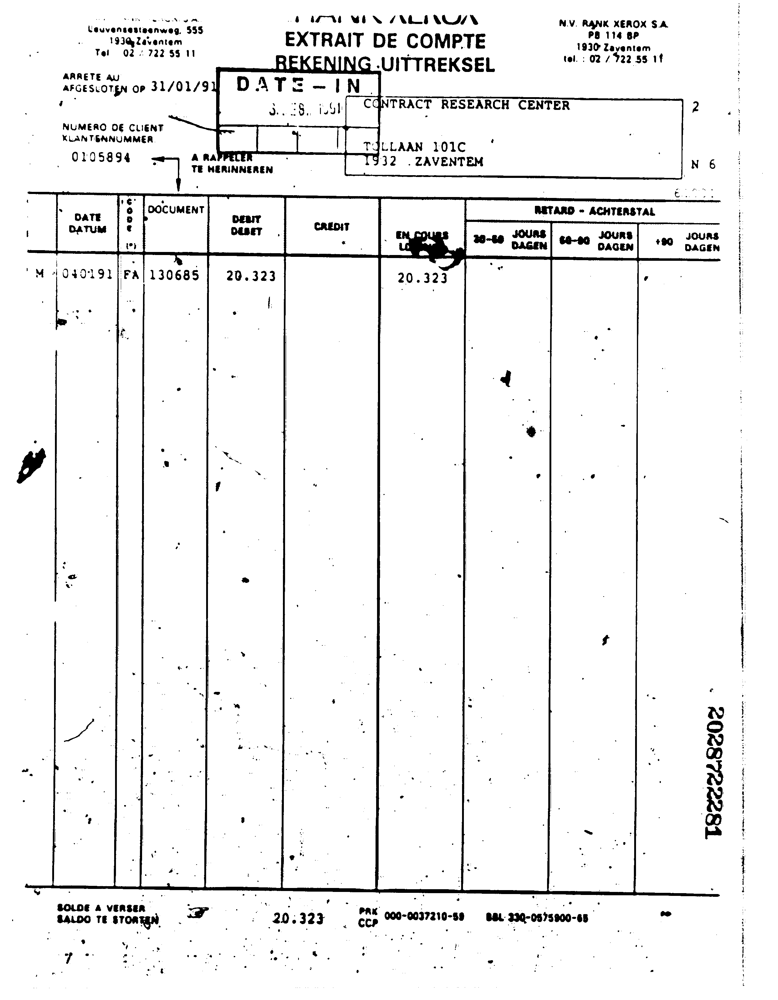 Leuvensesteenweg. 555
1930 Zaventem
Tel 02 / 722 55 11
RANK XEROX
EXTRAIT DE COMPTE
REKENING UITTREKSEL
N.V. RANK XEROX S.A.
PB 114 BP
1930 Zaventem
tel. : 02 / 722 55 11
ARRETE AU
AFGESLOTEN OP 31/01/91
DATE - IN
CONTRACT RESEARCH CENTER
2
NUMERO DE CLIENT
KLANTENNUMMER
0105894
A RAPPELER
TE HERINNEREN
TOLLAAN 101C
1932 ZAVENTEM
N 6
DATE
DATUM
CODE
(*)
DOCUMENT
DEBIT
DEBET
CREDIT
EN COURS
RETARD - ACHTERSTAL
30-60 JOURS DAGEN
60-90 JOURS DAGEN
+90 JOURS DAGEN
M 040191 FA 130685 20.323 20.323
2028722281
SOLDE A VERSER
SALDO TE STORTEN
20.323
PRK
CCP
000-0037210-59
BBL 330-0575900-65